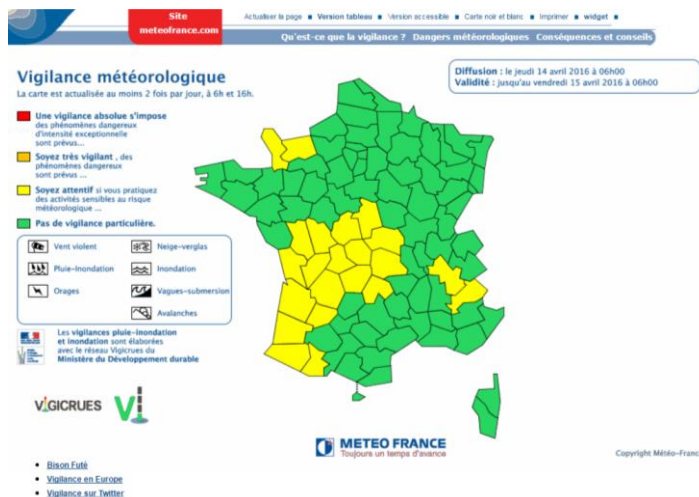 Site
meteofrance.com
Actualiser la page ■ Version tableau ■ Version accessible ■ Carte noir et blanc ■ Imprimer ■ widget ■
Qu'est-ce que la vigilance ? Dangers météorologiques Conséquences et conseils
Vigilance météorologique
La carte est actualisée au moins 2 fois par jour, à 6h et 16h.
Diffusion : le jeudi 14 avril 2016 à 06h00
Validité : jusqu'au vendredi 15 avril 2016 à 06h00
Une vigilance absolue s'impose
des phénomènes dangereux
d'intensité exceptionnelle
sont prévus...
Soyez très vigilant , des
phénomènes dangereux
sont prévus ...
Soyez attentif si vous pratiquez
des activités sensibles au risque
météorologique ...
Pas de vigilance particulière.
Vent violent
Neige-verglas
Pluie-Inondation
Inondation
Orages
Vagues-submersion
Avalanches
Les vigilances pluie-inondation
et inondation sont élaborées
avec le réseau Vigicrues du
Ministère du Développement durable
VIGICRUES
METEO FRANCE
Toujours un temps d'avance
Copyright Météo-Franc
• Bison Futé
• Vigilance en Europe
• Vigilance sur Twitter